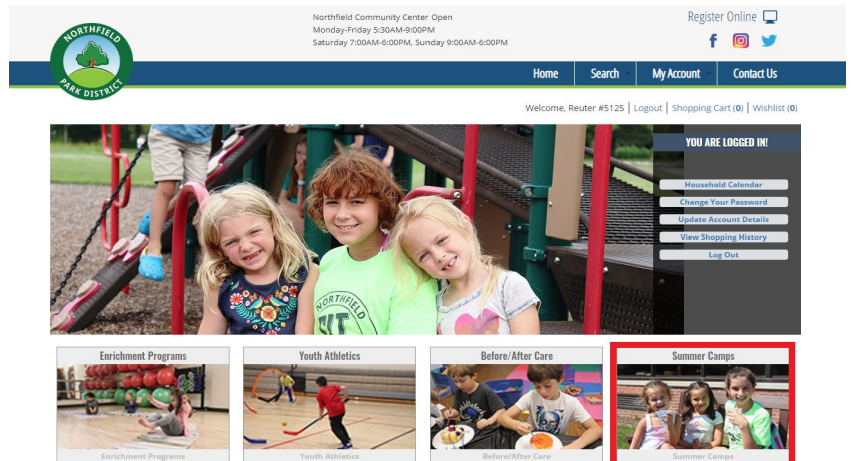 NORTHFIELD
PARK DISTRICT
Northfield Community Center Open
Monday-Friday 5:30AM-9:00PM
Saturday 7:00AM-6:00PM, Sunday 9:00AM-6:00PM
Register Online
Home Search My Account Contact Us
Welcome, Reuter #5125 | Logout | Shopping Cart (0) | Wishlist (0)
YOU ARE LOGGED IN!
Household Calendar
Change Your Password
Update Account Details
View Shopping History
Log Out
NORTHFIELD
Enrichment Programs
Youth Athletics
Before/After Care
Summer Camps
Enrichment Programs
Youth Athletics
Before/After Care
Summer Camps